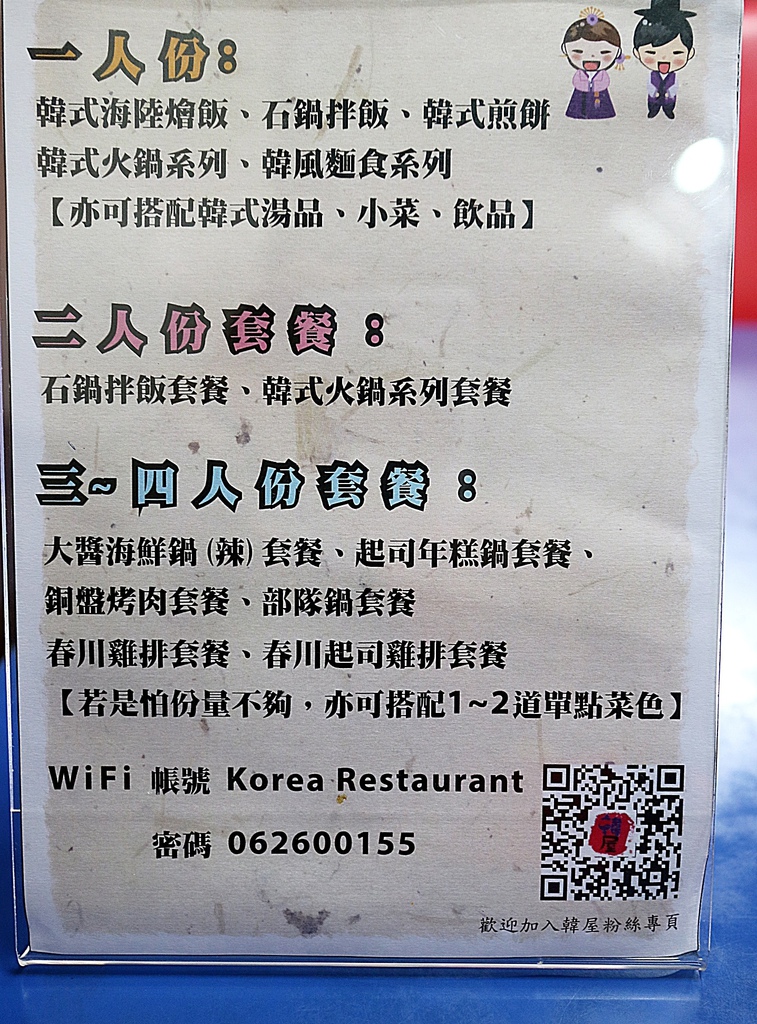 一人份：
韓式海陸燴飯、石鍋拌飯、韓式煎餅
韓式火鍋系列、韓風麵食系列
【亦可搭配韓式湯品、小菜、飲品】
二人份套餐：
石鍋拌飯套餐、韓式火鍋系列套餐
三~四人份套餐：
大醬海鮮鍋(辣)套餐、起司年糕鍋套餐、
銅盤烤肉套餐、部隊鍋套餐
春川雞排套餐、春川起司雞排套餐
【若是怕份量不夠，亦可搭配1~2道單點菜色】
WiFi 帳號 Korea Restaurant
密碼 062600155
韓屋
歡迎加入韓屋粉絲專頁